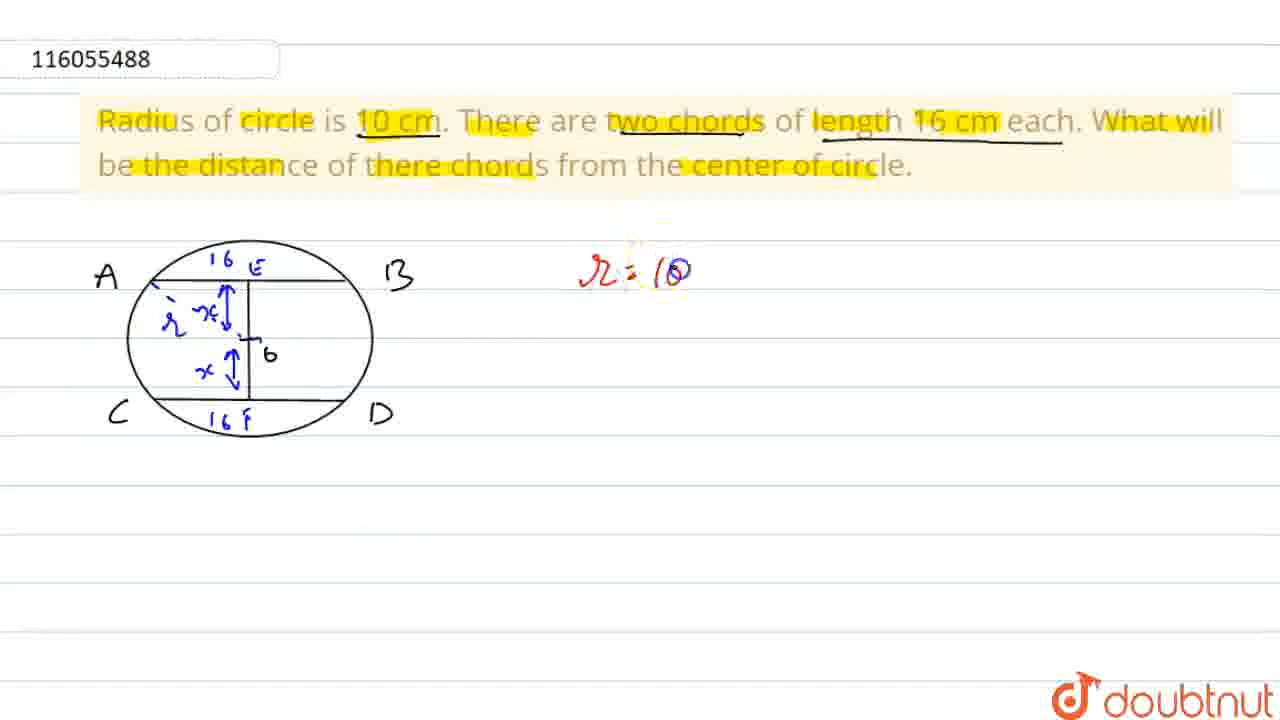 116055488
Radius of circle is 10 cm. There are two chords of length 16 cm each. What will
be the distance of there chords from the center of circle.
16
A
E
B
r = 10
r
x
O
x
C
16 F
D
doubtnut